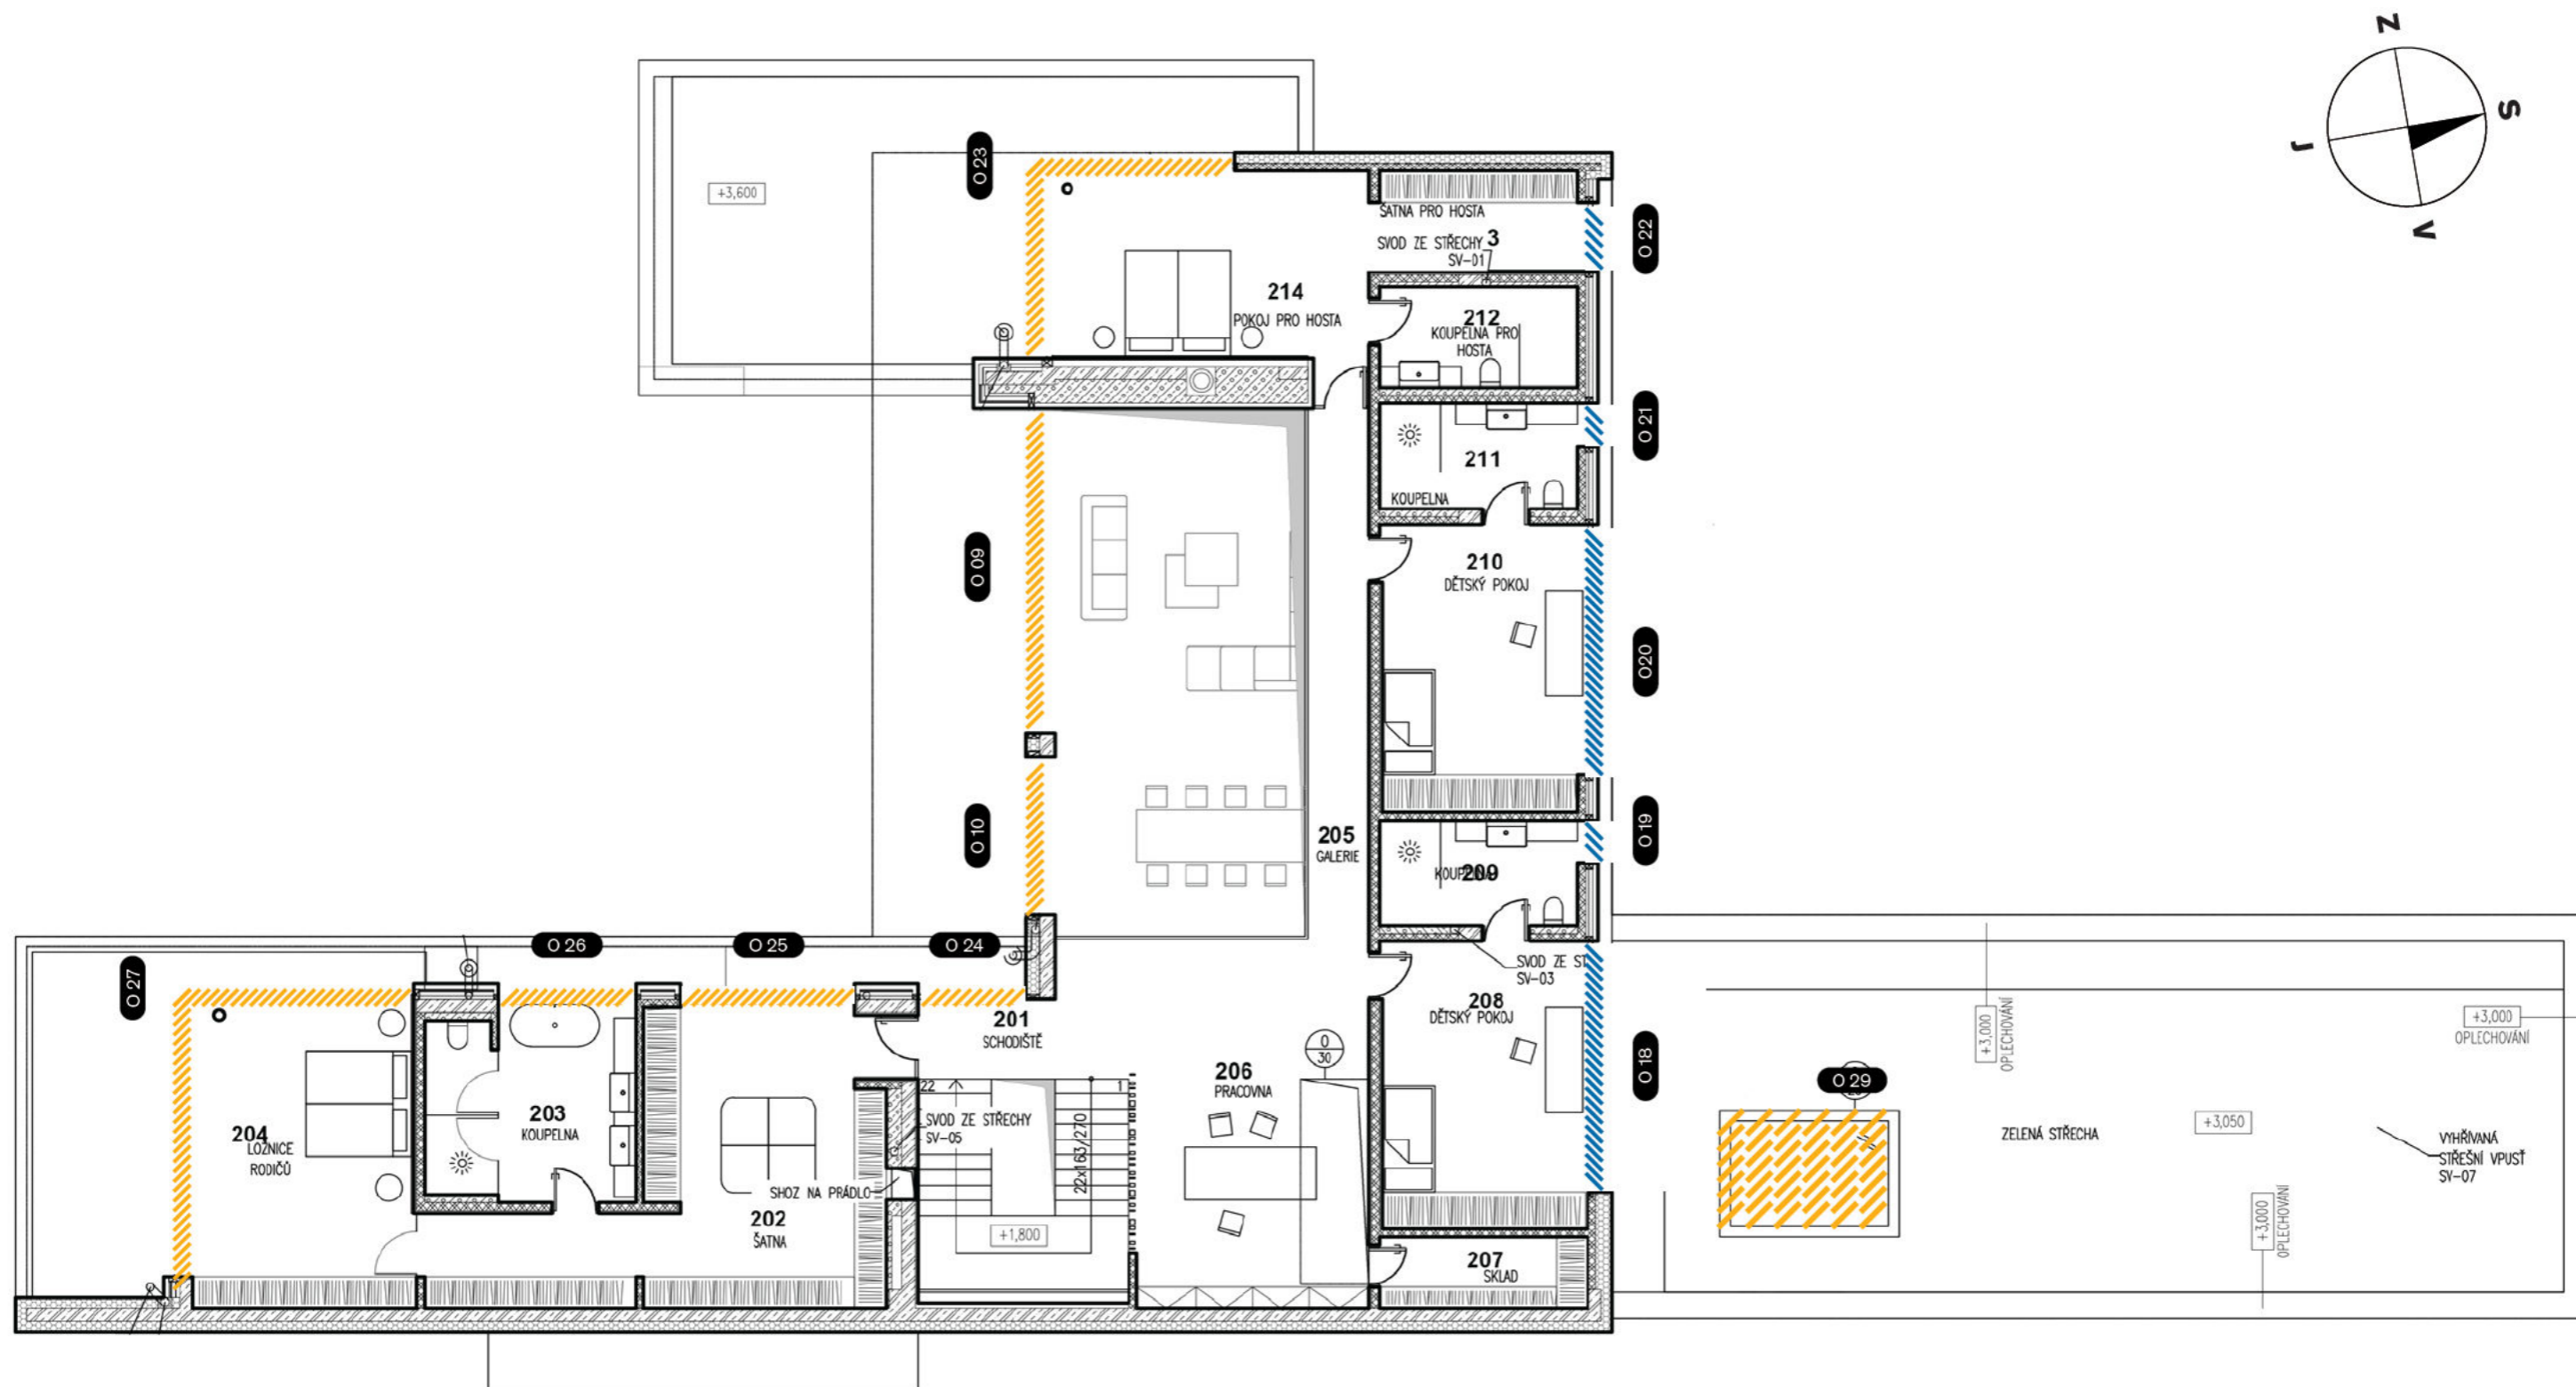 Z
S
J
V
O 23
+3,600
ŠATNA PRO HOSTA
SVOD ZE STŘECHY 3
SV-01
O 22
214
POKOJ PRO HOSTA
212
KOUPELNA PRO
HOSTA
O 21
211
KOUPELNA
O 09
210
DĚTSKÝ POKOJ
O20
O 10
205
GALERIE
O 19
KOUPELNA
209
O 27
O 26
O 25
O 24
SVOD ZE ST
SV-03
208
DĚTSKÝ POKOJ
201
SCHODIŠTĚ
O
30
O 18
O 29
206
PRACOVNA
22
1
22x163/270
SVOD ZE STŘECHY
SV-05
203
KOUPELNA
204
LOŽNICE
RODIČŮ
SHOZ NA PRÁDLO
202
ŠATNA
+1,800
207
SKLAD
+3,000
OPLECHOVÁNÍ
+3,000
OPLECHOVÁNÍ
ZELENÁ STŘECHA
+3,050
VYHŘÍVANÁ
STŘEŠNÍ VPUSŤ
SV-07
+3,000
OPLECHOVÁNÍ